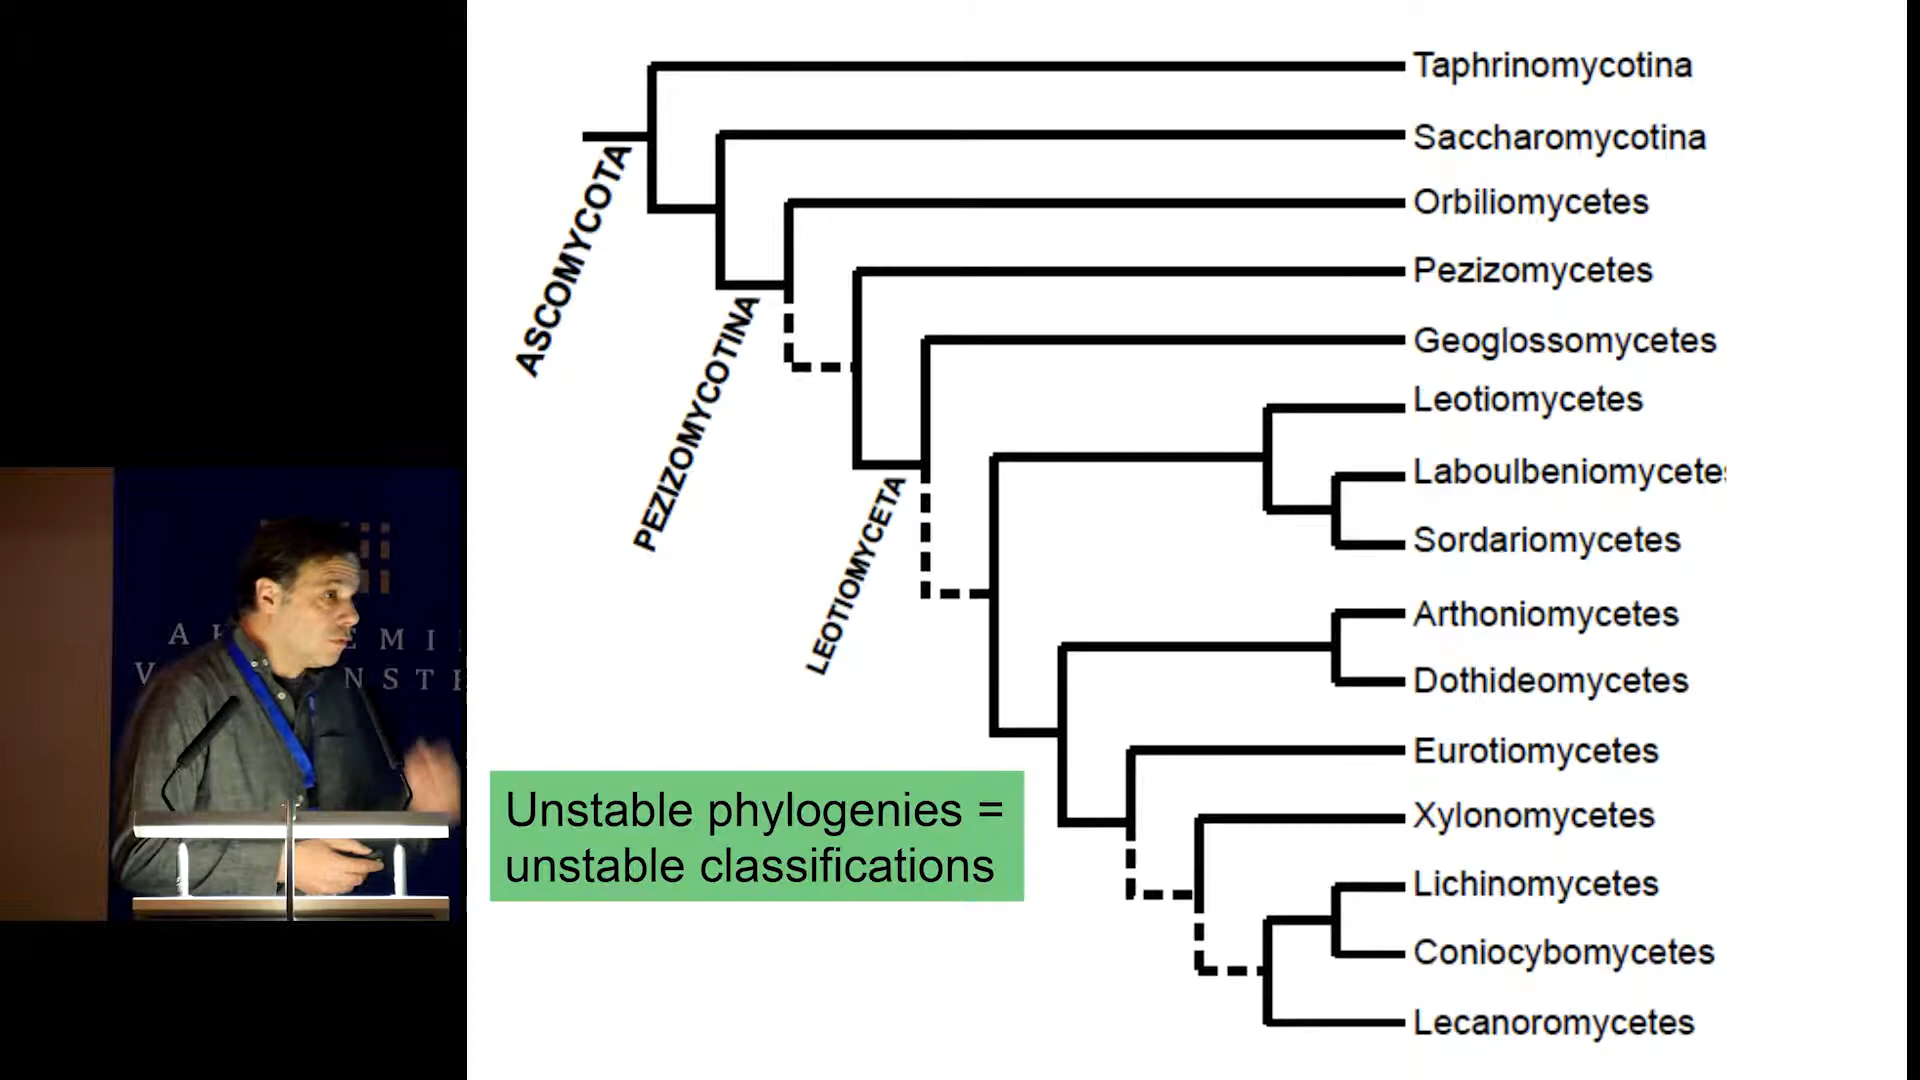 Taphrinomycotina
Saccharomycotina
Orbiliomycetes
Pezizomycetes
Geoglossomycetes
Leotiomycetes
Laboulbeniomycetes
Sordariomycetes
Arthoniomycetes
Dothideomycetes
Eurotiomycetes
Xylonomycetes
Lichinomycetes
Coniocybomycetes
Lecanoromycetes
ASCOMYCOTA
PEZIZOMYCOTINA
LEOTIOMYCETA
Unstable phylogenies =
unstable classifications